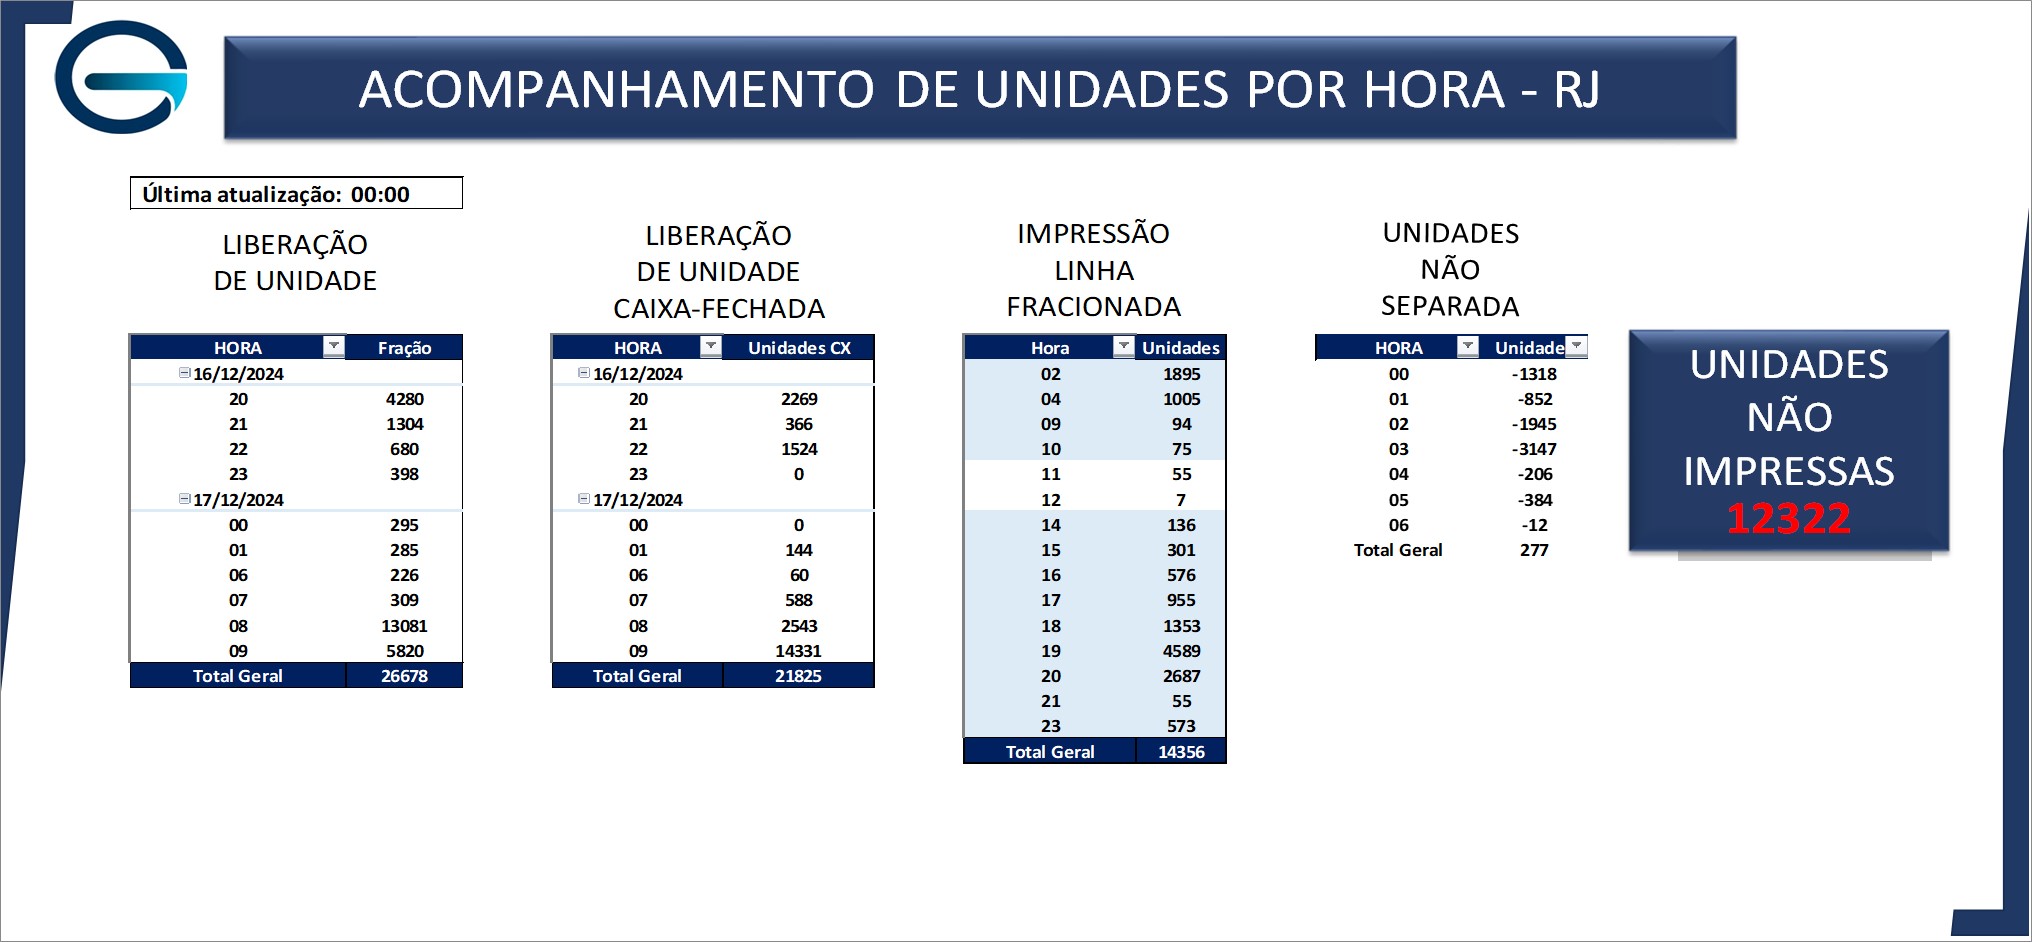 ACOMPANHAMENTO DE UNIDADES POR HORA - RJ
Última atualização: 00:00
LIBERAÇÃO
DE UNIDADE
HORA Fração
16/12/2024
20 4280
21 1304
22 680
23 398
17/12/2024
00 295
01 285
06 226
07 309
08 13081
09 5820
Total Geral 26678
LIBERAÇÃO
DE UNIDADE
CAIXA-FECHADA
HORA Unidades CX
16/12/2024
20 2269
21 366
22 1524
23 0
17/12/2024
00 0
01 144
06 60
07 588
08 2543
09 14331
Total Geral 21825
IMPRESSÃO
LINHA
FRACIONADA
Hora Unidades
02 1895
04 1005
09 94
10 75
11 55
12 7
14 136
15 301
16 576
17 955
18 1353
19 4589
20 2687
21 55
23 573
Total Geral 14356
UNIDADES
NÃO
SEPARADA
HORA Unidade
00 -1318
01 -852
02 -1945
03 -3147
04 -206
05 -384
06 -12
Total Geral 277
UNIDADES
NÃO
IMPRESSAS
12322